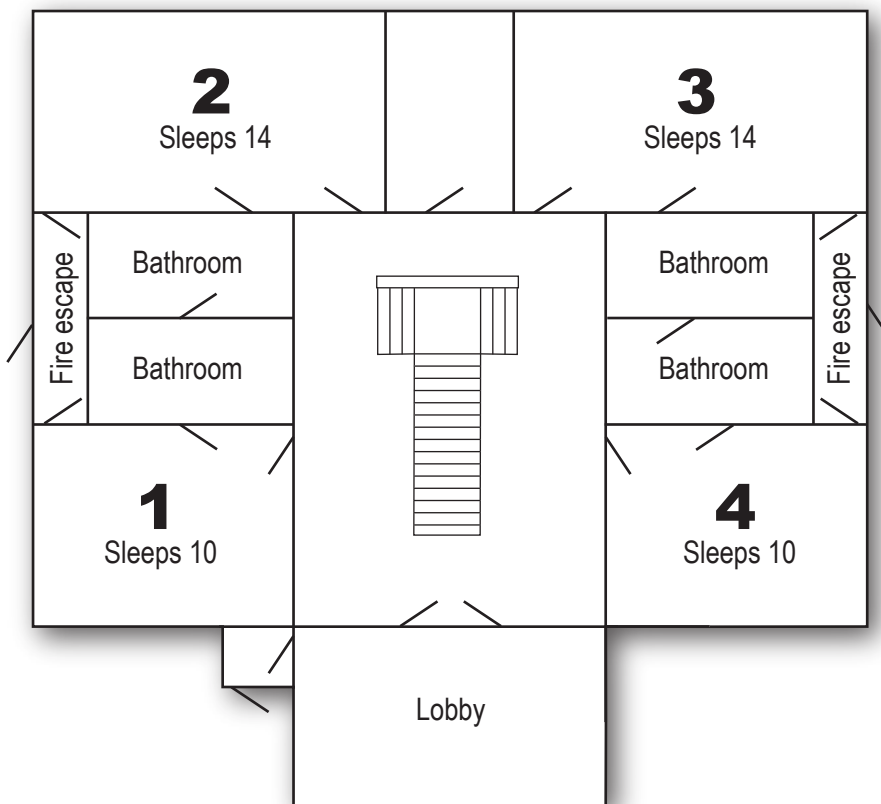 2
Sleeps 14
3
Sleeps 14
Fire escape
Bathroom
Bathroom
Bathroom
Bathroom
Fire escape
1
Sleeps 10
4
Sleeps 10
Lobby